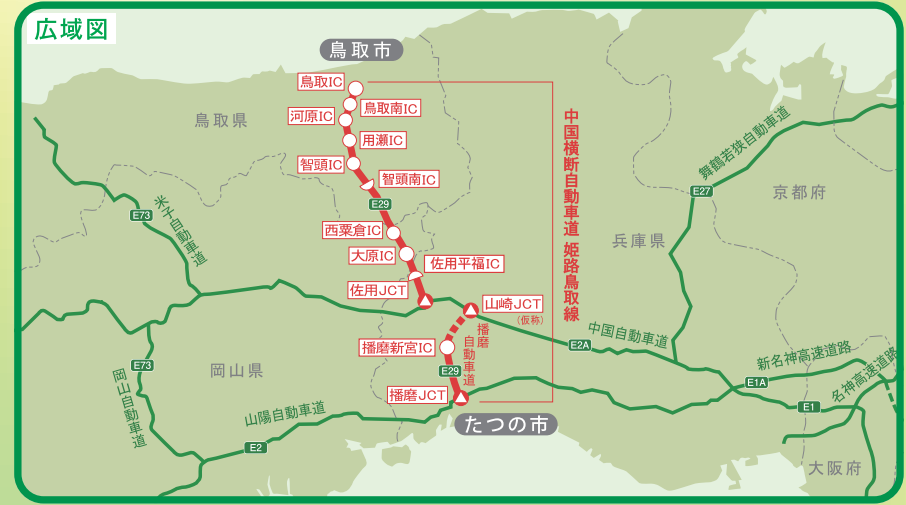 広域図
鳥取市
鳥取IC
鳥取南IC
河原IC
鳥取県
用瀬IC
智頭IC
智頭南IC
E29
西粟倉IC
大原IC
佐用平福IC
佐用JCT
山崎JCT
(仮称)
播磨自動車道
播磨新宮IC
E29
播磨JCT
たつの市
中国横断自動車道 姫路鳥取線
舞鶴若狭自動車道
E27
京都府
兵庫県
E73
米子自動車道
中国自動車道
E2A
新名神高速道路
E1A
名神高速道路
E1
大阪府
E73
岡山県
岡山自動車道
山陽自動車道
E2